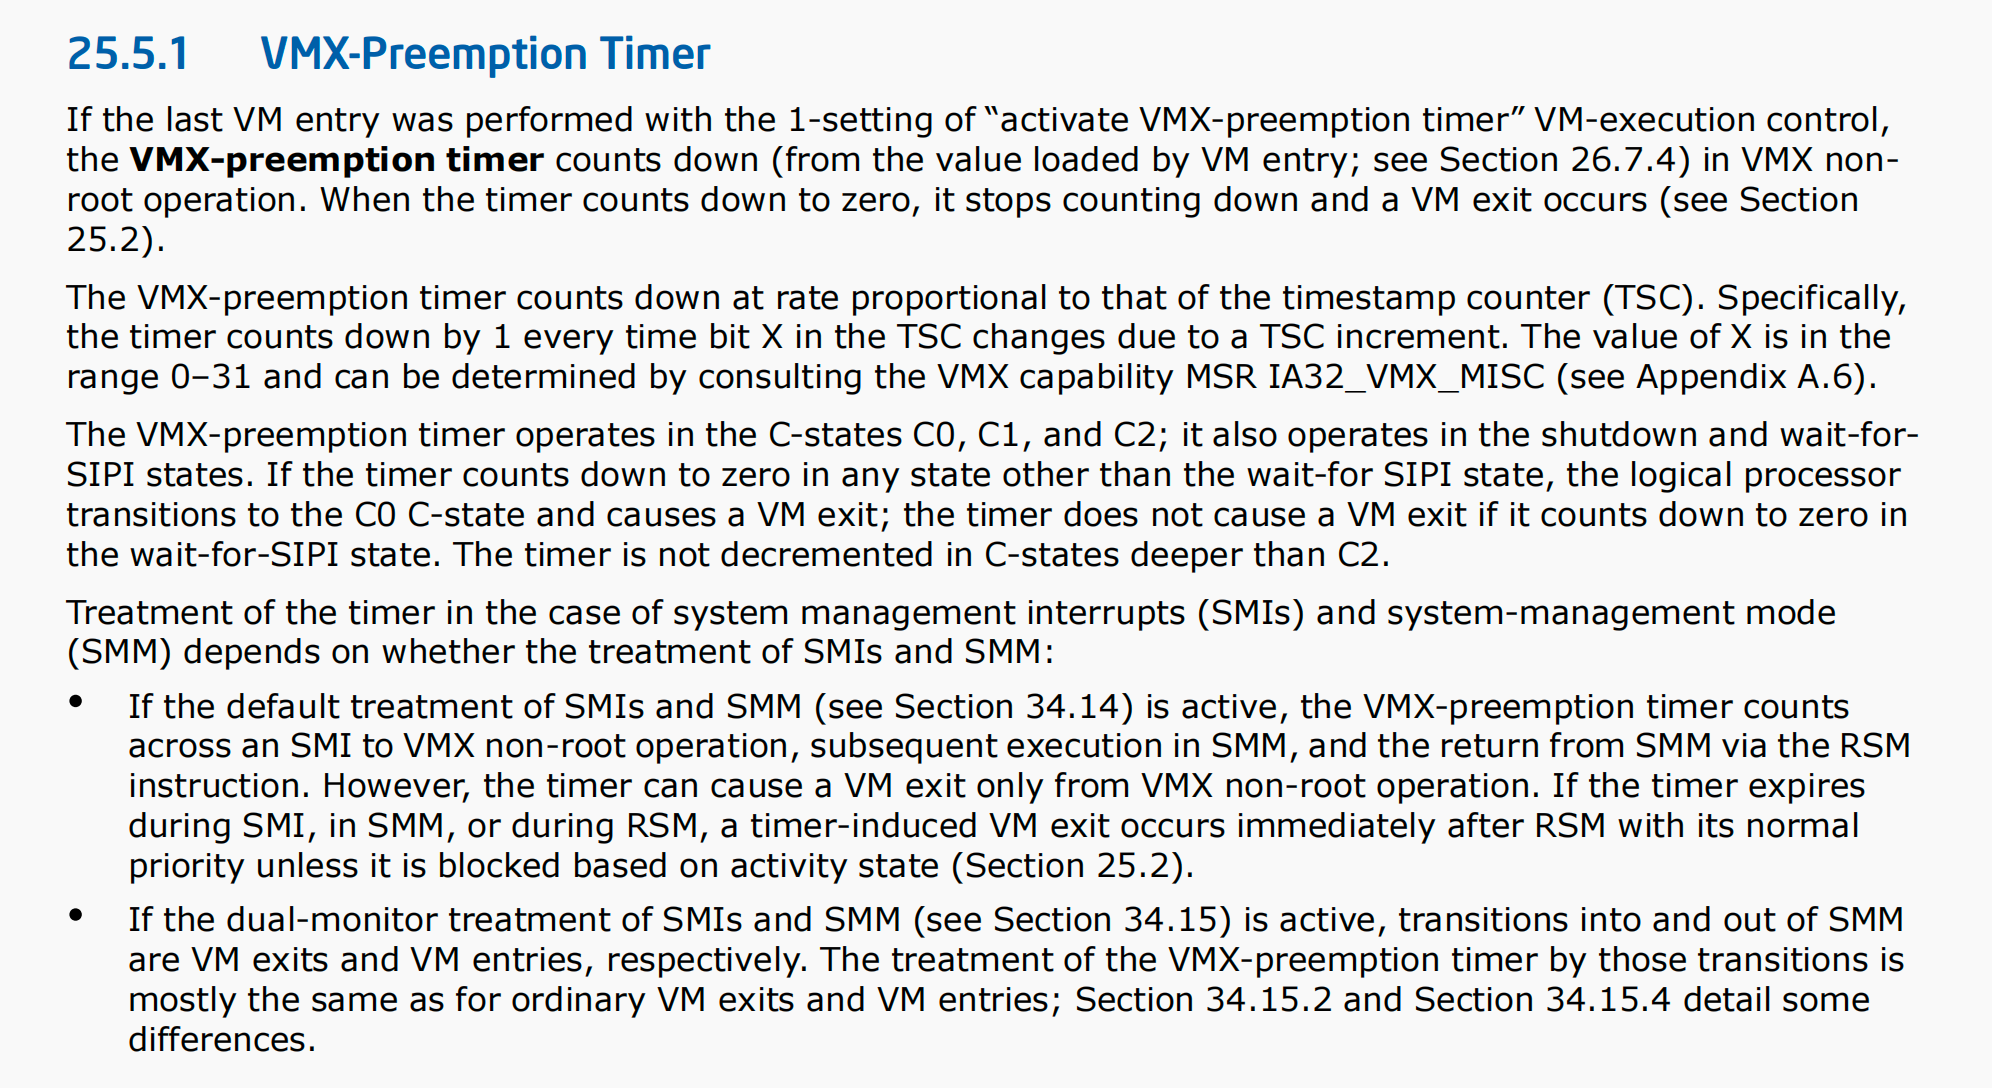 25.5.1 VMX-Preemption Timer
If the last VM entry was performed with the 1-setting of “activate VMX-preemption timer” VM-execution control,
the VMX-preemption timer counts down (from the value loaded by VM entry; see Section 26.7.4) in VMX non-
root operation. When the timer counts down to zero, it stops counting down and a VM exit occurs (see Section
25.2).
The VMX-preemption timer counts down at rate proportional to that of the timestamp counter (TSC). Specifically,
the timer counts down by 1 every time bit X in the TSC changes due to a TSC increment. The value of X is in the
range 0–31 and can be determined by consulting the VMX capability MSR IA32_VMX_MISC (see Appendix A.6).
The VMX-preemption timer operates in the C-states C0, C1, and C2; it also operates in the shutdown and wait-for-
SIPI states. If the timer counts down to zero in any state other than the wait-for SIPI state, the logical processor
transitions to the C0 C-state and causes a VM exit; the timer does not cause a VM exit if it counts down to zero in
the wait-for-SIPI state. The timer is not decremented in C-states deeper than C2.
Treatment of the timer in the case of system management interrupts (SMIs) and system-management mode
(SMM) depends on whether the treatment of SMIs and SMM:
• If the default treatment of SMIs and SMM (see Section 34.14) is active, the VMX-preemption timer counts
across an SMI to VMX non-root operation, subsequent execution in SMM, and the return from SMM via the RSM
instruction. However, the timer can cause a VM exit only from VMX non-root operation. If the timer expires
during SMI, in SMM, or during RSM, a timer-induced VM exit occurs immediately after RSM with its normal
priority unless it is blocked based on activity state (Section 25.2).
• If the dual-monitor treatment of SMIs and SMM (see Section 34.15) is active, transitions into and out of SMM
are VM exits and VM entries, respectively. The treatment of the VMX-preemption timer by those transitions is
mostly the same as for ordinary VM exits and VM entries; Section 34.15.2 and Section 34.15.4 detail some
differences.